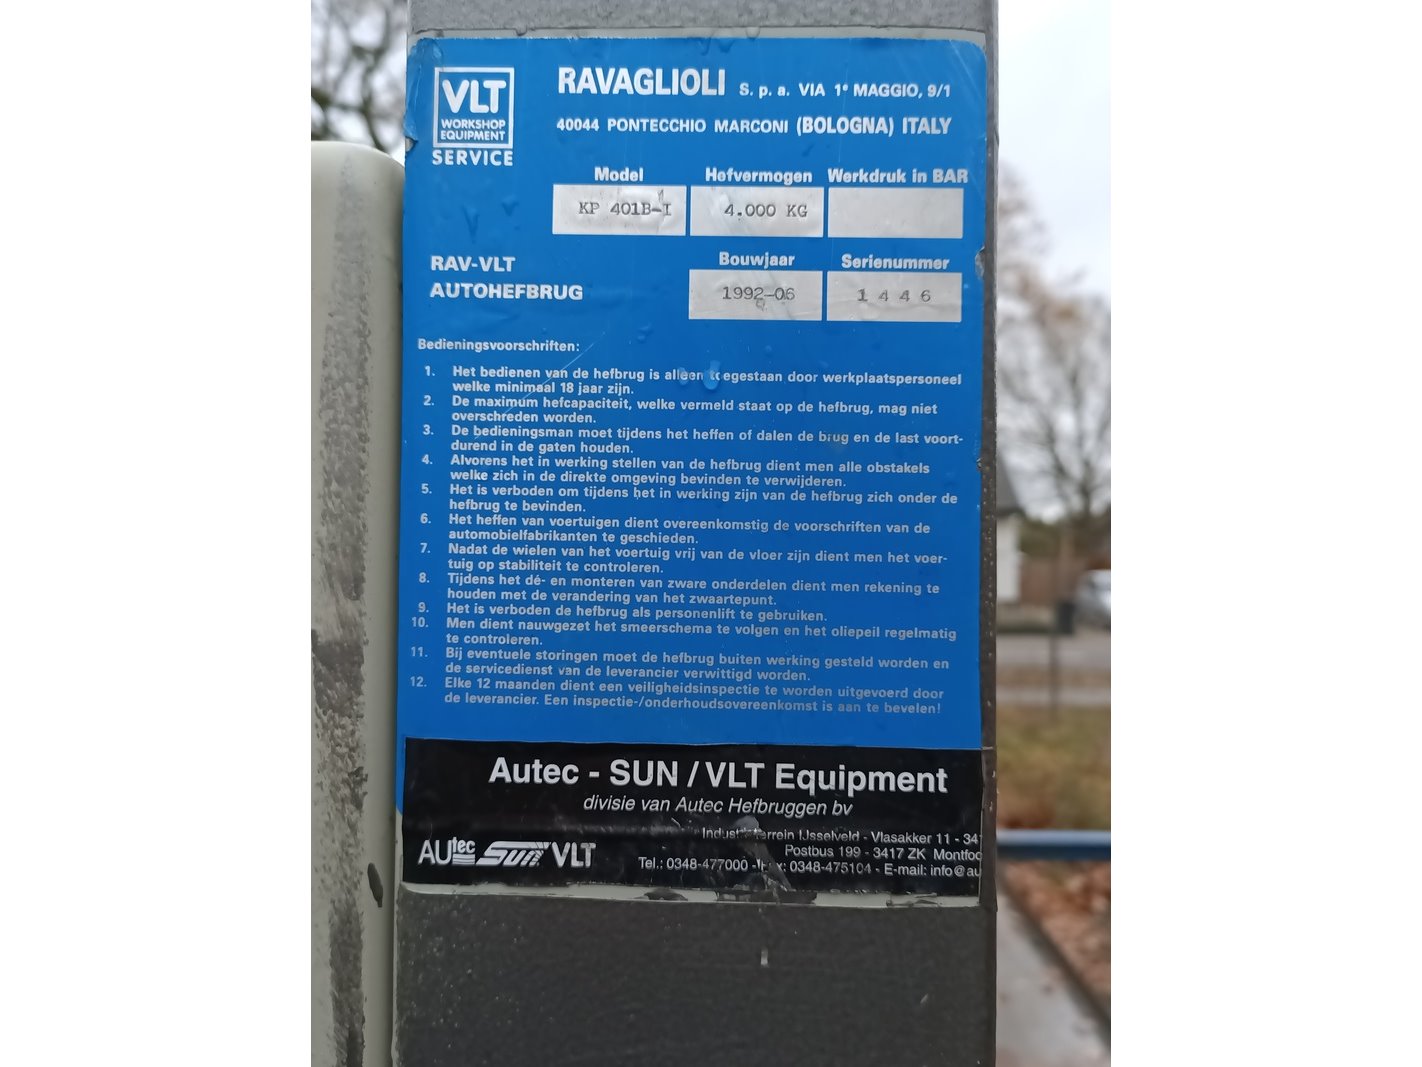 VLT
WORKSHOP
EQUIPMENT
SERVICE
RAVAGLIOLI S.p.a. VIA 1° MAGGIO, 9/1
40044 PONTECCHIO MARCONI (BOLOGNA) ITALY
Model Hefvermogen Werkdruk in BAR
KP 401B-I 4.000 KG
RAV-VLT
AUTOHEFBRUG
Bouwjaar Serienummer
1992-06 1 4 4 6
Bedieningsvoorschriften:
1. Het bedienen van de hefbrug is alleen toegestaan door werkplaatspersoneel
welke minimaal 18 jaar zijn.
2. De maximum hefcapaciteit, welke vermeld staat op de hefbrug, mag niet
overschreden worden.
3. De bedieningsman moet tijdens het heffen of dalen de brug en de last voort-
durend in de gaten houden.
4. Alvorens het in werking stellen van de hefbrug dient men alle obstakels
welke zich in de direkte omgeving bevinden te verwijderen.
5. Het is verboden om tijdens het in werking zijn van de hefbrug zich onder de
hefbrug te bevinden.
6. Het heffen van voertuigen dient overeenkomstig de voorschriften van de
automobielfabrikanten te geschieden.
7. Nadat de wielen van het voertuig vrij van de vloer zijn dient men het voer-
tuig op stabiliteit te controleren.
8. Tijdens het dé- en monteren van zware onderdelen dient men rekening te
houden met de verandering van het zwaartepunt.
9. Het is verboden de hefbrug als personenlift te gebruiken.
10. Men dient nauwgezet het smeerschema te volgen en het oliepeil regelmatig
te controleren.
11. Bij eventuele storingen moet de hefbrug buiten werking gesteld worden en
de servicedienst van de leverancier verwittigd worden.
12. Elke 12 maanden dient een veiligheidsinspectie te worden uitgevoerd door
de leverancier. Een inspectie-/onderhoudsovereenkomst is aan te bevelen!
Autec - SUN / VLT Equipment
divisie van Autec Hefbruggen bv
Industrieterrein IJsselveld - Vlasakker 11 - 34
Postbus 199 - 3417 ZK Montfoo
AUtec Sun VLT
Tel.: 0348-477000 - Fax: 0348-475104 - E-mail: info@au